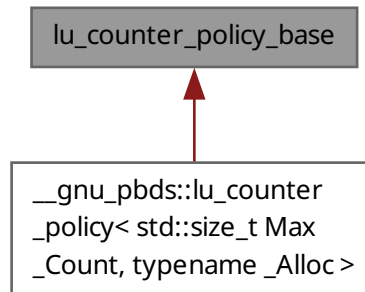 lu_counter_policy_base
__gnu_pbds::lu_counter
_policy< std::size_t Max
_Count, typename _Alloc >